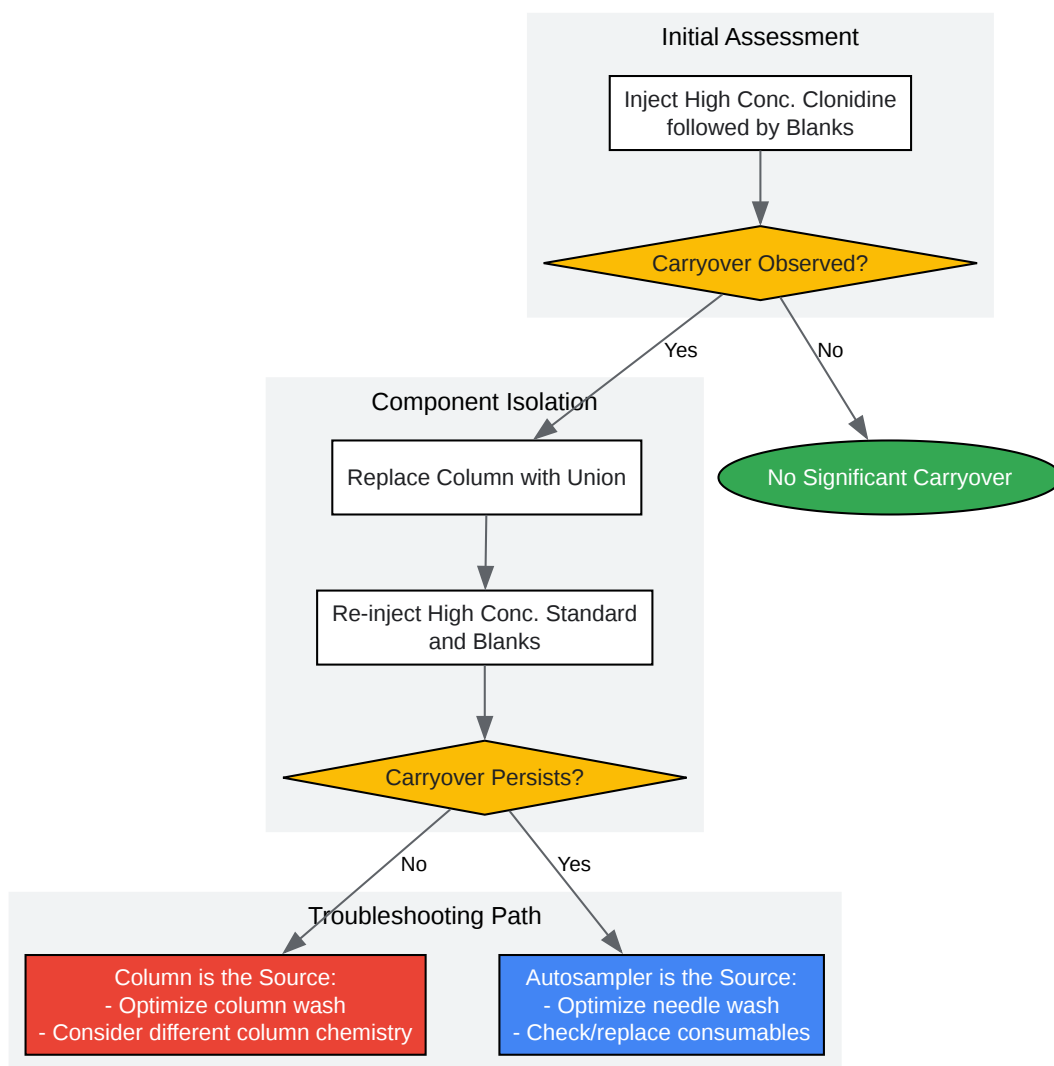 Initial Assessment
Inject High Conc. Clonidine
followed by Blanks
Carryover Observed?
Yes
No
Component Isolation
Replace Column with Union
No Significant Carryover
Re-inject High Conc. Standard
and Blanks
Carryover Persists?
No
Yes
Troubleshooting Path
Column is the Source:
- Optimize column wash
- Consider different column chemistry
Autosampler is the Source:
- Optimize needle wash
- Check/replace consumables